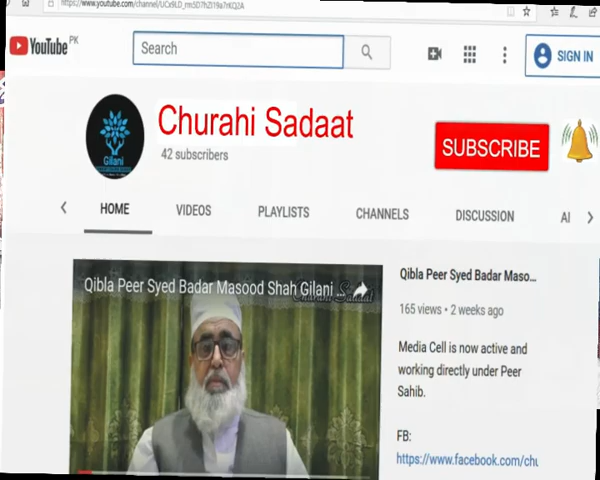 YouTube PK
Search
SIGN IN
Gilani
Churahi Sadaat
42 subscribers
SUBSCRIBE
HOME
VIDEOS
PLAYLISTS
CHANNELS
DISCUSSION
Qibla Peer Syed Badar Masood Shah Gilani ...
Churahi Sadaat
Qibla Peer Syed Badar Maso...
165 views • 2 weeks ago
Media Cell is now active and
working directly under Peer
Sahib.
FB:
https://www.facebook.com/chu